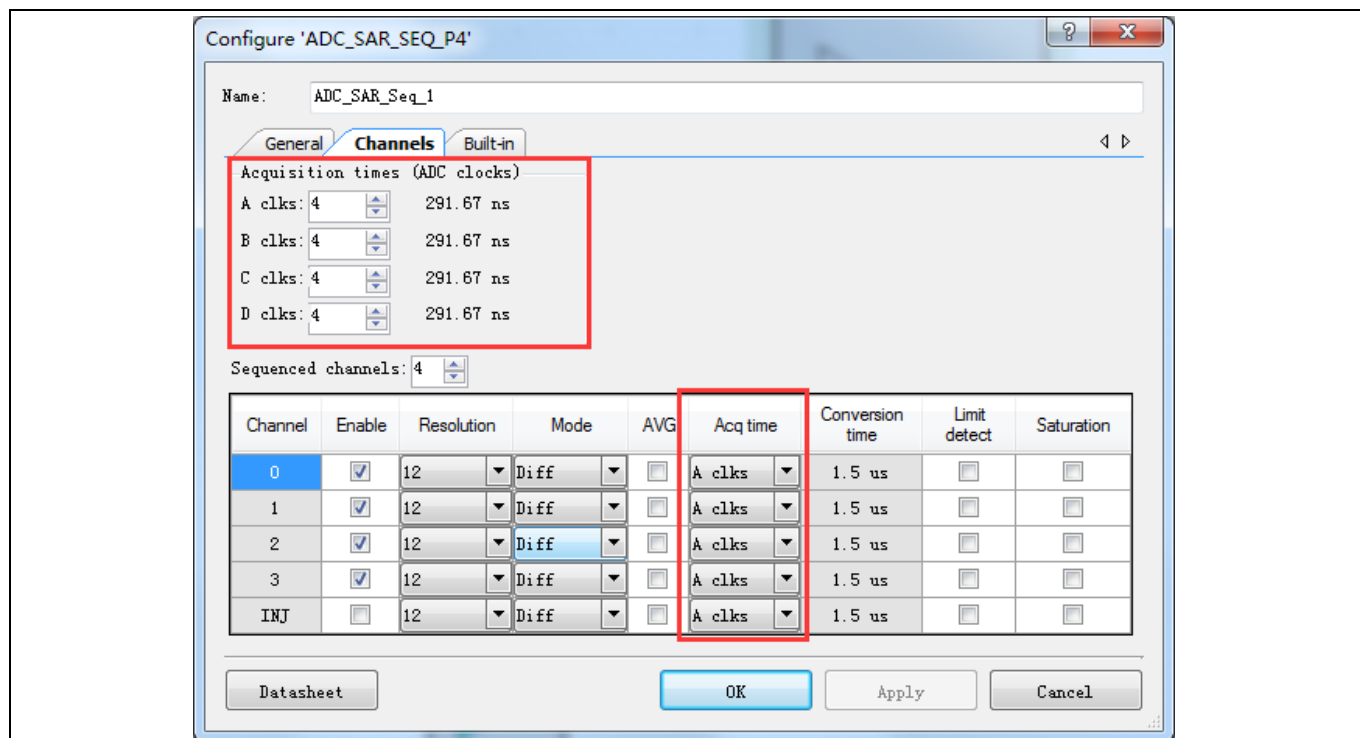 Configure 'ADC_SAR_SEQ_P4'
Name: ADC_SAR_Seq_1
General Channels Built-in
Acquisition times (ADC clocks)
A clks: 4 291.67 ns
B clks: 4 291.67 ns
C clks: 4 291.67 ns
D clks: 4 291.67 ns
Sequenced channels: 4
Channel Enable Resolution Mode AVG Acq time Conversion time Limit detect Saturation
0 12 Diff A clks 1.5 us
1 12 Diff A clks 1.5 us
2 12 Diff A clks 1.5 us
3 12 Diff A clks 1.5 us
INJ 12 Diff A clks 1.5 us
Datasheet OK Apply Cancel